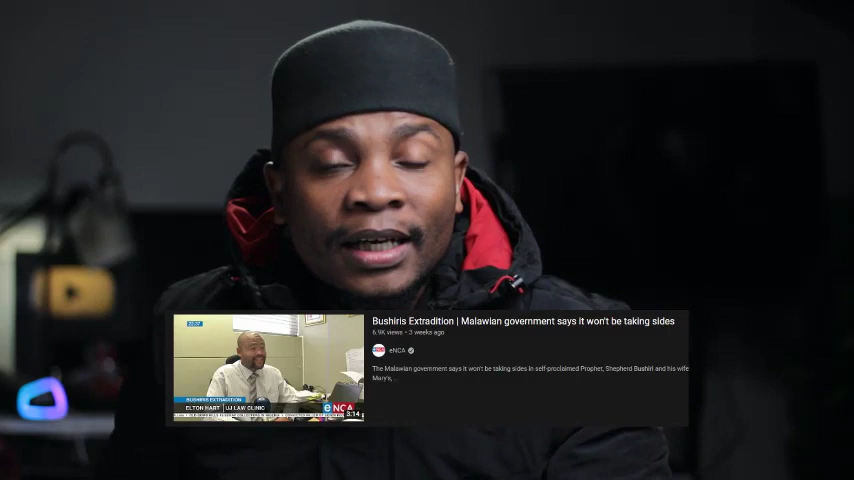 Bushiris Extradition | Malawian government says it won't be taking sides
6.9K views • 3 weeks ago
eNCA
The Malawian government says it won't be taking sides in self-proclaimed Prophet, Shepherd Bushiri and his wife
Mary's, ...
BUSHIRIS EXTRADITION
ELTON HART | UJ LAW CLINIC
eNCA
3:14